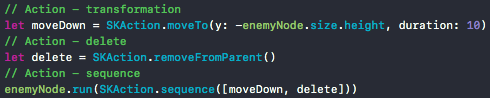 // Action - transformation
let moveDown = SKAction.moveTo(y: -enemyNode.size.height, duration: 10)
// Action - delete
let delete = SKAction.removeFromParent()
// Action - sequence
enemyNode.run(SKAction.sequence([moveDown, delete]))